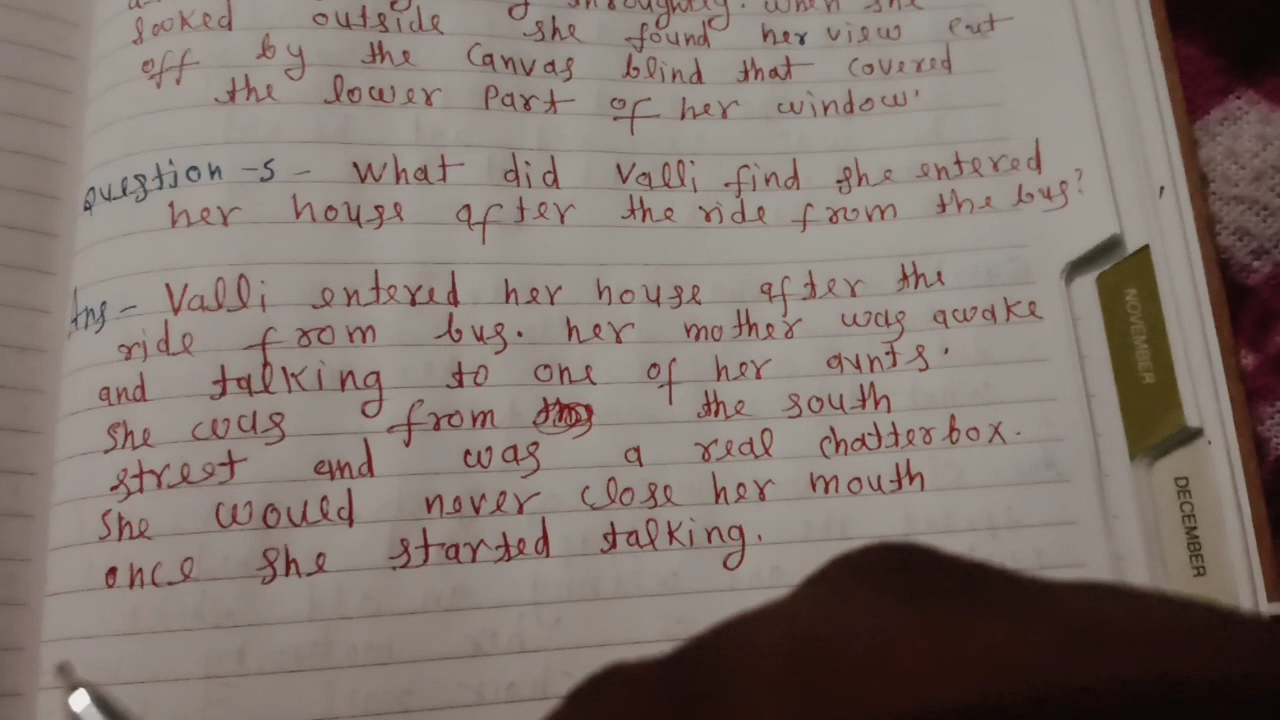 throughly. When she
looked outside she found her view cut
off by the canvas blind that covered
the lower part of her window.
Question -5 - What did Valli find she entered
her house after the ride from the bus?
Ans - Valli entered her house after the
ride from bus. her mother was awake
and talking to one of her aunts.
She was from the south
street and was a real chatterbox.
She would never close her mouth
once she started talking.
NOVEMBER
DECEMBER